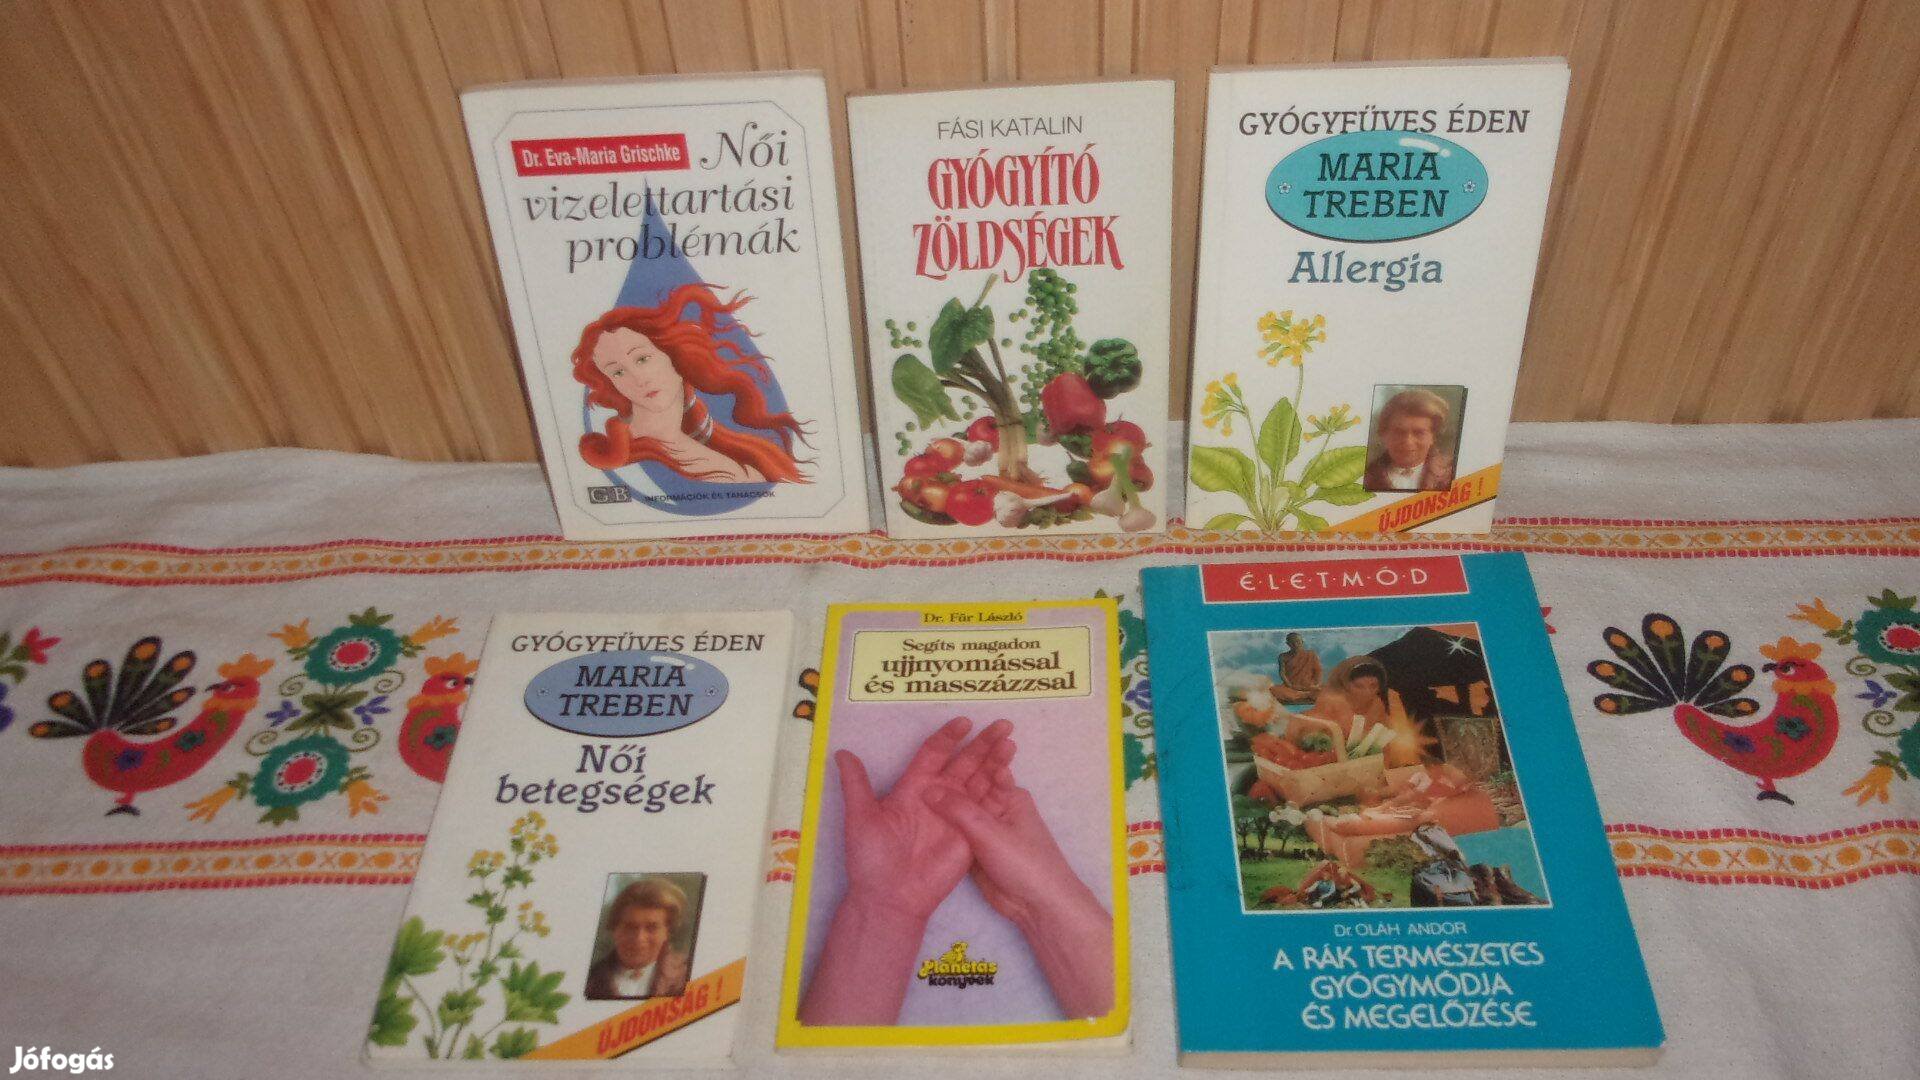 Dr. Eva-Maria Grischke
Női
vizelettartási
problémák
G B
INFORMÁCIÓK ÉS TANÁCSOK
FÁSI KATALIN
GYÓGYÍTÓ
ZÖLDSÉGEK
GYÓGYFÜVES ÉDEN
MARIA
TREBEN
Allergia
ÚJDONSÁG !
GYÓGYFÜVES ÉDEN
MARIA
TREBEN
Női
betegségek
ÚJDONSÁG !
Dr. Für László
Segíts magadon
ujjnyomással
és masszázzsal
Planétás
könyvek
É·L·E·T·M·Ó·D
Dr. OLÁH ANDOR
A RÁK TERMÉSZETES
GYÓGYMÓDJA
ÉS MEGELŐZÉSE
Jófogás